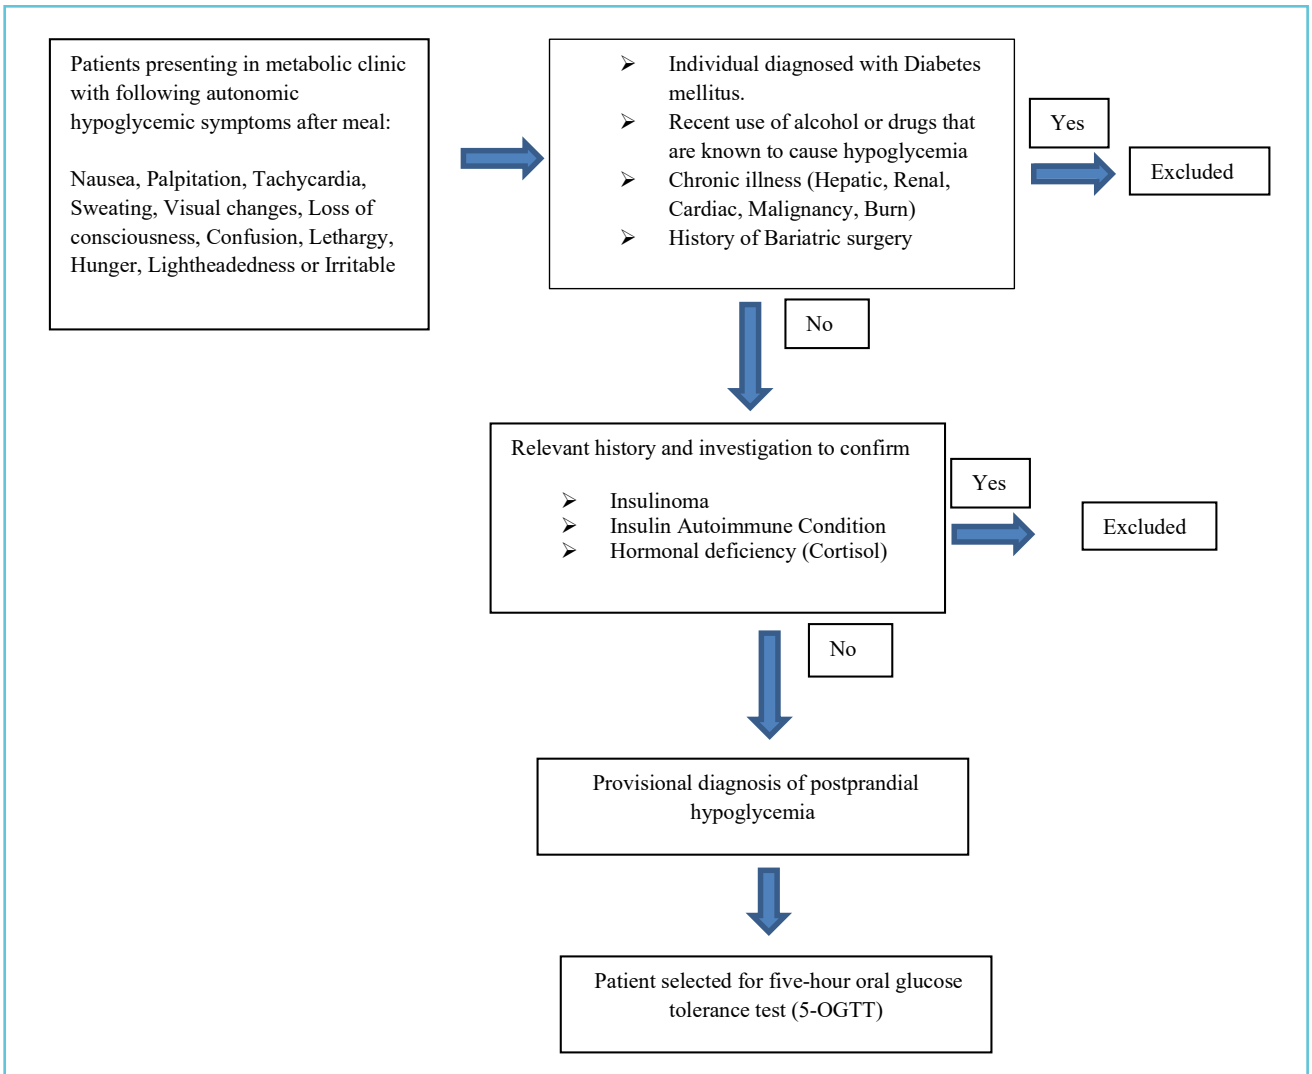 Patients presenting in metabolic clinic
with following autonomic
hypoglycemic symptoms after meal:
Nausea, Palpitation, Tachycardia,
Sweating, Visual changes, Loss of
consciousness, Confusion, Lethargy,
Hunger, Lightheadedness or Irritable
➢ Individual diagnosed with Diabetes
mellitus.
➢ Recent use of alcohol or drugs that
are known to cause hypoglycemia
➢ Chronic illness (Hepatic, Renal,
Cardiac, Malignancy, Burn)
➢ History of Bariatric surgery
Yes
Excluded
No
Relevant history and investigation to confirm
➢ Insulinoma
➢ Insulin Autoimmune Condition
➢ Hormonal deficiency (Cortisol)
Yes
Excluded
No
Provisional diagnosis of postprandial
hypoglycemia
Patient selected for five-hour oral glucose
tolerance test (5-OGTT)